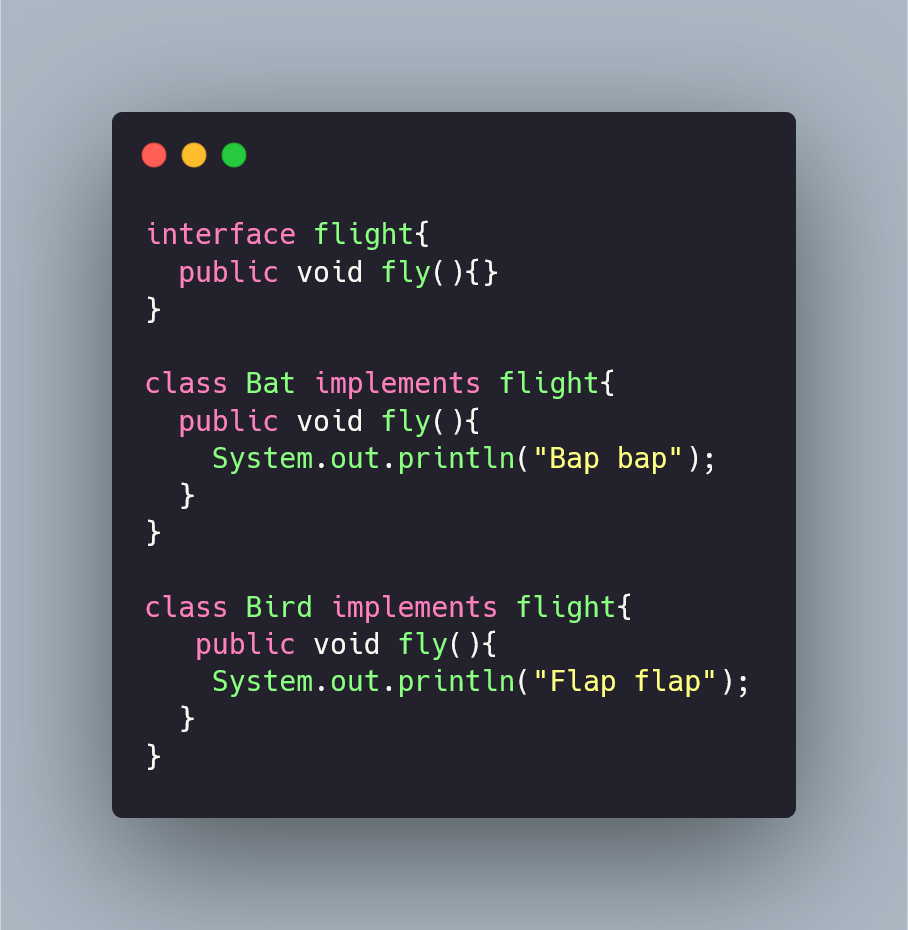 interface flight{
  public void fly(){}
}

class Bat implements flight{
  public void fly(){
    System.out.println("Bap bap");
  }
}

class Bird implements flight{
   public void fly(){
    System.out.println("Flap flap");
  }
}